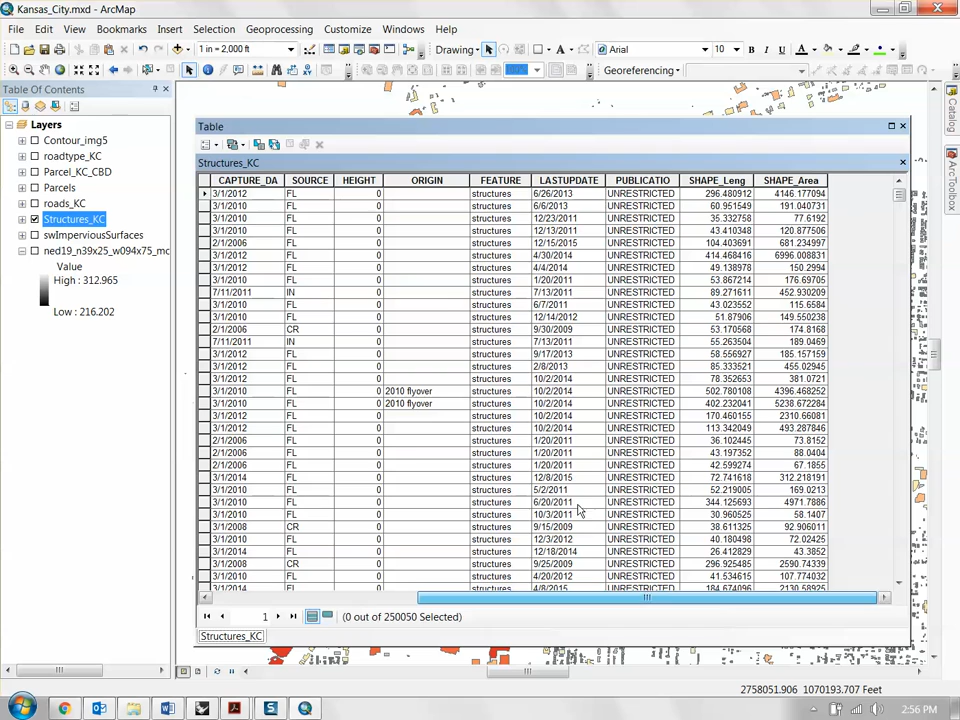 Kansas_City.mxd - ArcMap
File Edit View Bookmarks Insert Selection Geoprocessing Customize Windows Help
1 in = 2,000 ft Drawing Arial 10 B I U A
Georeferencing
Table Of Contents
Layers
Contour_img5
roadtype_KC
Parcel_KC_CBD
Parcels
roads_KC
Structures_KC
swImperviousSurfaces
ned19_n39x25_w094x75_mc
Value
High : 312.965
Low : 216.202
Catalog
ArcToolbox
Table
Structures_KC
CAPTURE_DA SOURCE HEIGHT ORIGIN FEATURE LASTUPDATE PUBLICATIO SHAPE_Leng SHAPE_Area
3/1/2012 FL 0 structures 6/26/2013 UNRESTRICTED 296.480912 4146.177094
3/1/2010 FL 0 structures 6/6/2013 UNRESTRICTED 60.951549 191.040731
3/1/2010 FL 0 structures 12/23/2011 UNRESTRICTED 35.332758 77.6192
3/1/2010 FL 0 structures 12/13/2011 UNRESTRICTED 43.410348 120.877506
2/1/2006 FL 0 structures 12/15/2015 UNRESTRICTED 104.403691 681.234997
3/1/2012 FL 0 structures 4/30/2014 UNRESTRICTED 414.468416 6996.008831
3/1/2012 FL 0 structures 4/4/2014 UNRESTRICTED 49.138978 150.2994
3/1/2010 FL 0 structures 1/20/2011 UNRESTRICTED 53.867214 176.69705
7/11/2011 IN 0 structures 7/13/2011 UNRESTRICTED 89.271611 452.930209
3/1/2010 FL 0 structures 6/7/2011 UNRESTRICTED 43.023552 115.6584
3/1/2010 FL 0 structures 12/14/2012 UNRESTRICTED 51.87906 149.550238
2/1/2006 CR 0 structures 9/30/2009 UNRESTRICTED 53.170568 174.8168
7/11/2011 IN 0 structures 7/13/2011 UNRESTRICTED 55.263504 189.0469
3/1/2012 FL 0 structures 9/17/2013 UNRESTRICTED 58.556927 185.157159
3/1/2012 FL 0 structures 2/8/2013 UNRESTRICTED 85.333521 455.02945
3/1/2012 FL 0 structures 10/2/2014 UNRESTRICTED 78.352653 381.0721
3/1/2010 FL 0 2010 flyover structures 10/2/2014 UNRESTRICTED 502.780108 4396.468252
3/1/2010 FL 0 2010 flyover structures 10/2/2014 UNRESTRICTED 402.232041 5238.672284
3/1/2012 FL 0 structures 10/2/2014 UNRESTRICTED 170.460155 2310.66081
3/1/2012 FL 0 structures 10/2/2014 UNRESTRICTED 113.342049 493.287846
2/1/2006 FL 0 structures 1/20/2011 UNRESTRICTED 36.102445 73.8152
2/1/2006 FL 0 structures 1/20/2011 UNRESTRICTED 43.197352 88.0404
2/1/2006 FL 0 structures 1/20/2011 UNRESTRICTED 42.599274 67.1855
3/1/2014 FL 0 structures 12/8/2015 UNRESTRICTED 72.741618 312.218191
3/1/2010 FL 0 structures 5/2/2011 UNRESTRICTED 52.219005 169.0213
3/1/2010 FL 0 structures 6/20/2011 UNRESTRICTED 344.125693 4971.7886
3/1/2010 FL 0 structures 10/3/2011 UNRESTRICTED 30.960525 58.1407
3/1/2008 CR 0 structures 9/15/2009 UNRESTRICTED 38.611325 92.906011
3/1/2010 FL 0 structures 12/3/2012 UNRESTRICTED 40.180498 72.02425
3/1/2014 FL 0 structures 12/18/2014 UNRESTRICTED 26.412829 43.3852
3/1/2008 CR 0 structures 9/25/2009 UNRESTRICTED 296.925485 2590.74339
3/1/2010 FL 0 structures 4/20/2012 UNRESTRICTED 41.534615 107.774032
3/1/2014 FL 0 structures 4/8/2015 UNRESTRICTED 184.674096 2130.58925
1 (0 out of 250050 Selected)
Structures_KC
2758051.906 1070193.707 Feet
2:56 PM